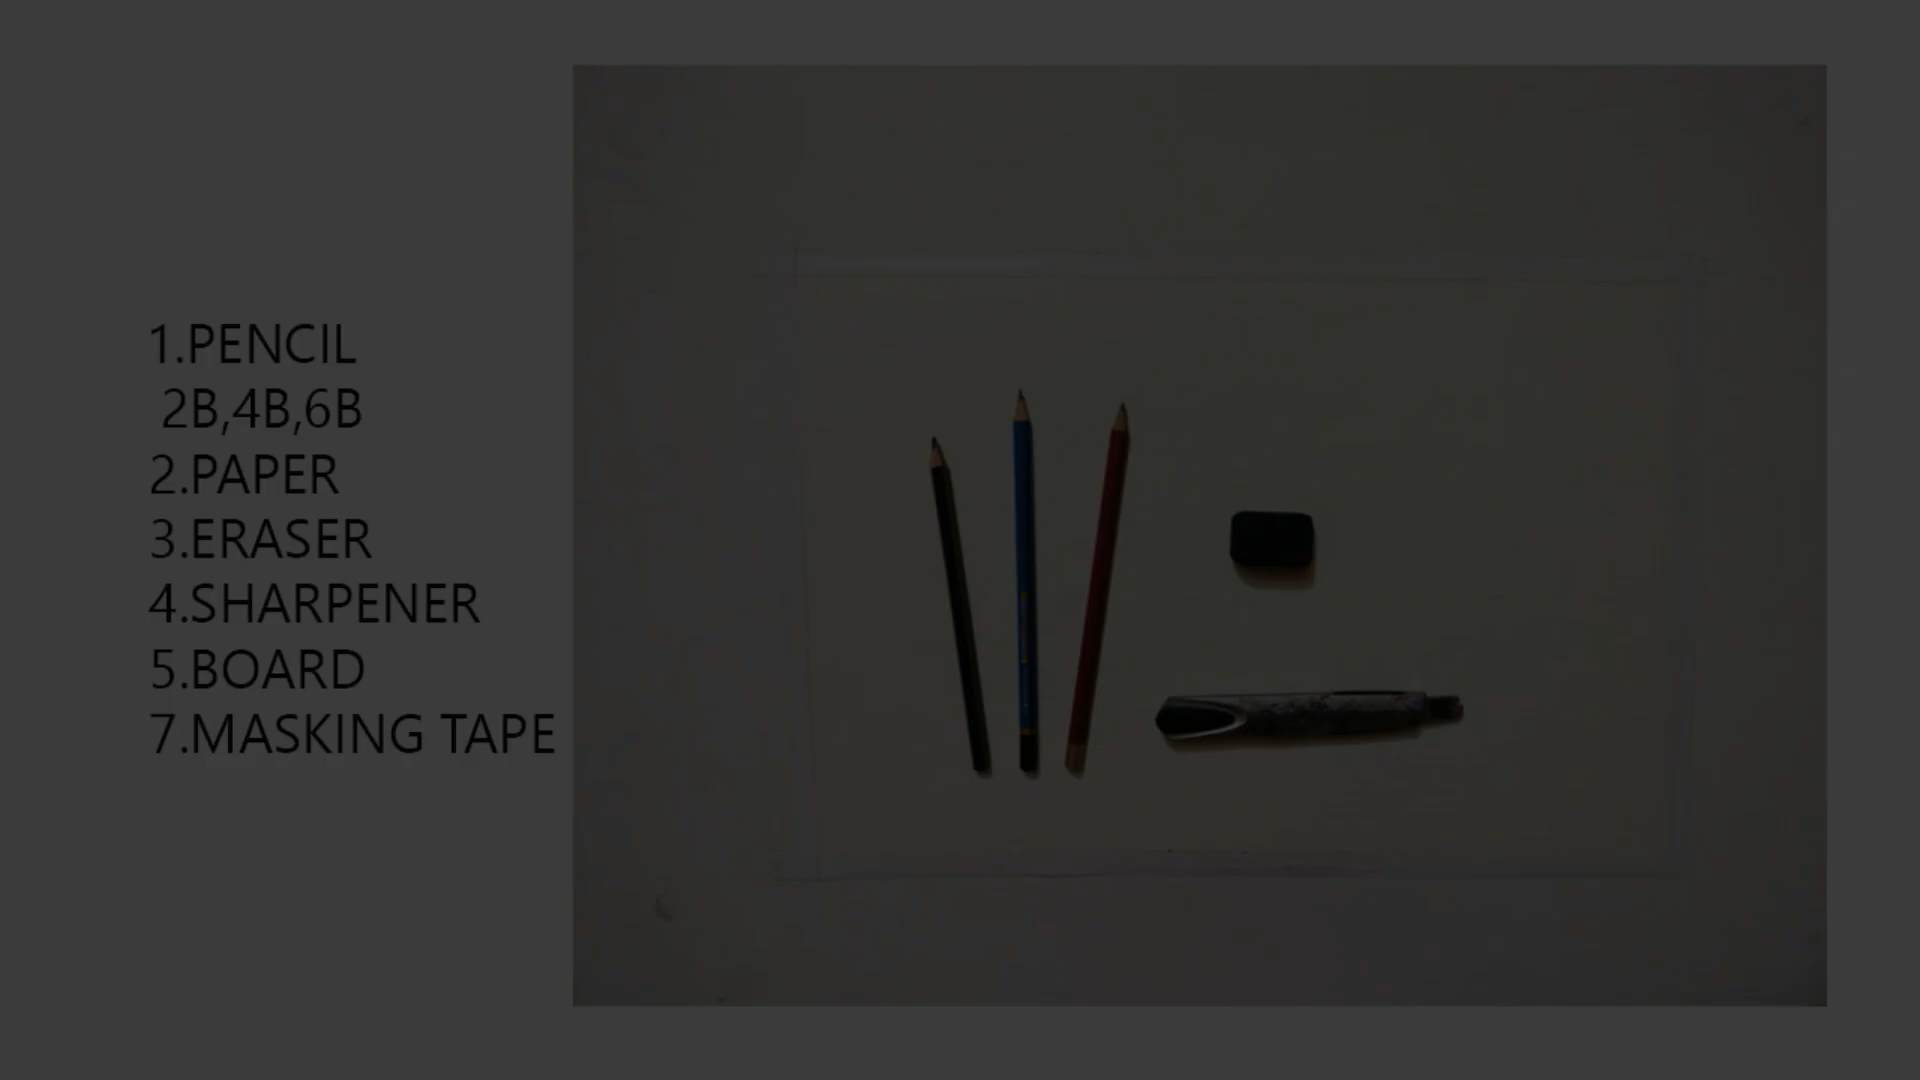 1.PENCIL
2B,4B,6B
2.PAPER
3.ERASER
4.SHARPENER
5.BOARD
7.MASKING TAPE